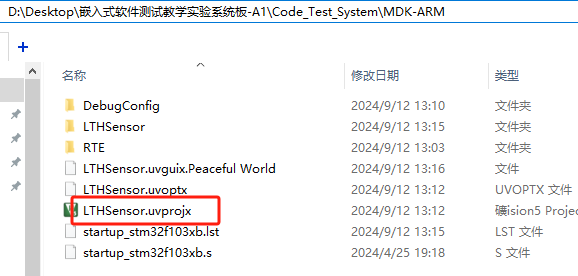 D:\Desktop\嵌入式软件测试教学实验系统板-A1\Code_Test_System\MDK-ARM
名称 修改日期 类型
DebugConfig 2024/9/12 13:10 文件夹
LTHSensor 2024/9/12 13:15 文件夹
RTE 2024/9/12 13:03 文件夹
LTHSensor.uvguix.Peaceful World 2024/9/12 13:16 文件
LTHSensor.uvoptx 2024/9/12 13:16 UVOPTX 文件
LTHSensor.uvprojx 2024/9/12 13:16 礦ision5 Projec
startup_stm32f103xb.lst 2024/9/12 13:15 LST 文件
startup_stm32f103xb.s 2024/4/25 19:18 S 文件